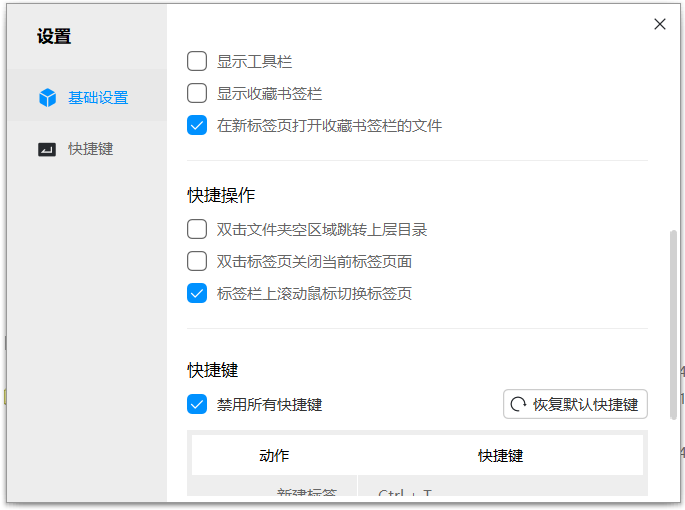 设置
基础设置
快捷键
显示工具栏
显示收藏书签栏
在新标签页打开收藏书签栏的文件
快捷操作
双击文件夹空区域跳转上层目录
双击标签页关闭当前标签页面
标签栏上滚动鼠标切换标签页
快捷键
禁用所有快捷键
恢复默认快捷键
动作 快捷键
新建标签 Ctrl + T